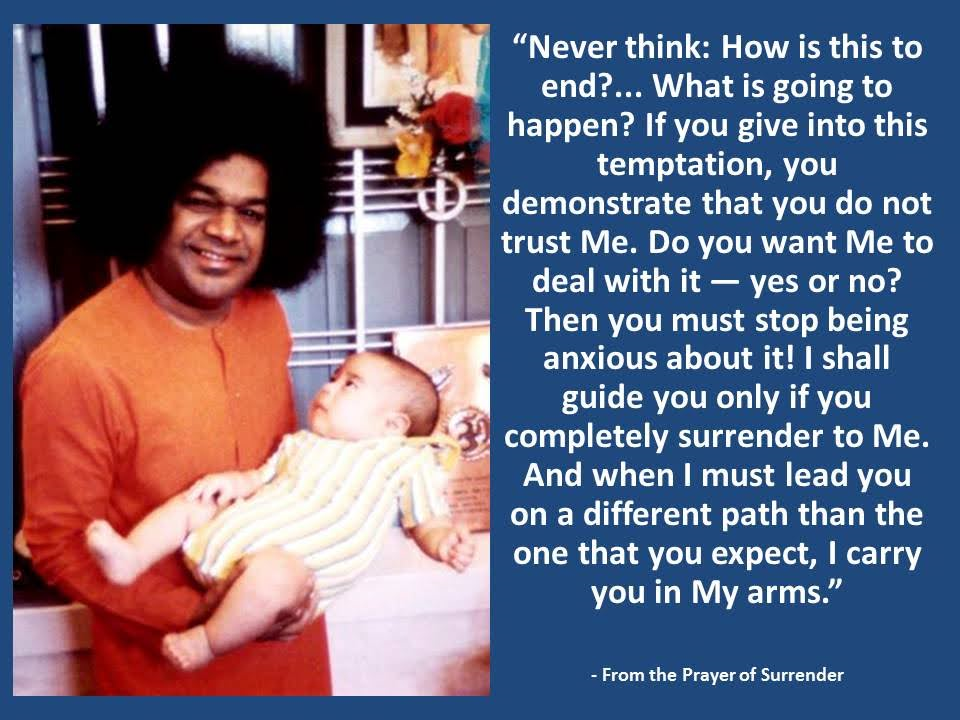 “Never think: How is this to
end?... What is going to
happen? If you give into this
temptation, you
demonstrate that you do not
trust Me. Do you want Me to
deal with it — yes or no?
Then you must stop being
anxious about it! I shall
guide you only if you
completely surrender to Me.
And when I must lead you
on a different path than the
one that you expect, I carry
you in My arms.”
- From the Prayer of Surrender